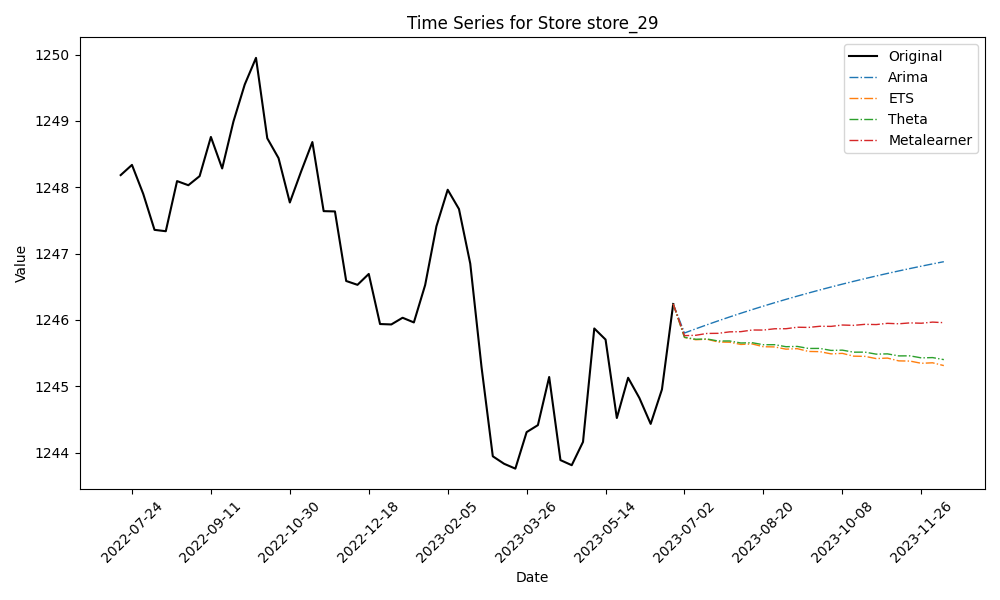 Time Series for Store store_29
Value
1250
1249
1248
1247
1246
1245
1244
Original
Arima
ETS
Theta
Metalearner
2022-07-24
2022-09-11
2022-10-30
2022-12-18
2023-02-05
2023-03-26
2023-05-14
2023-07-02
2023-08-20
2023-10-08
2023-11-26
Date